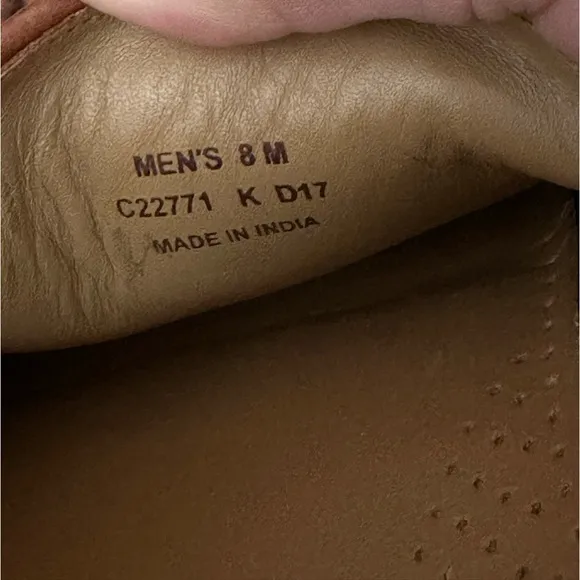 MEN'S 8 M
C22771 K D17
MADE IN INDIA